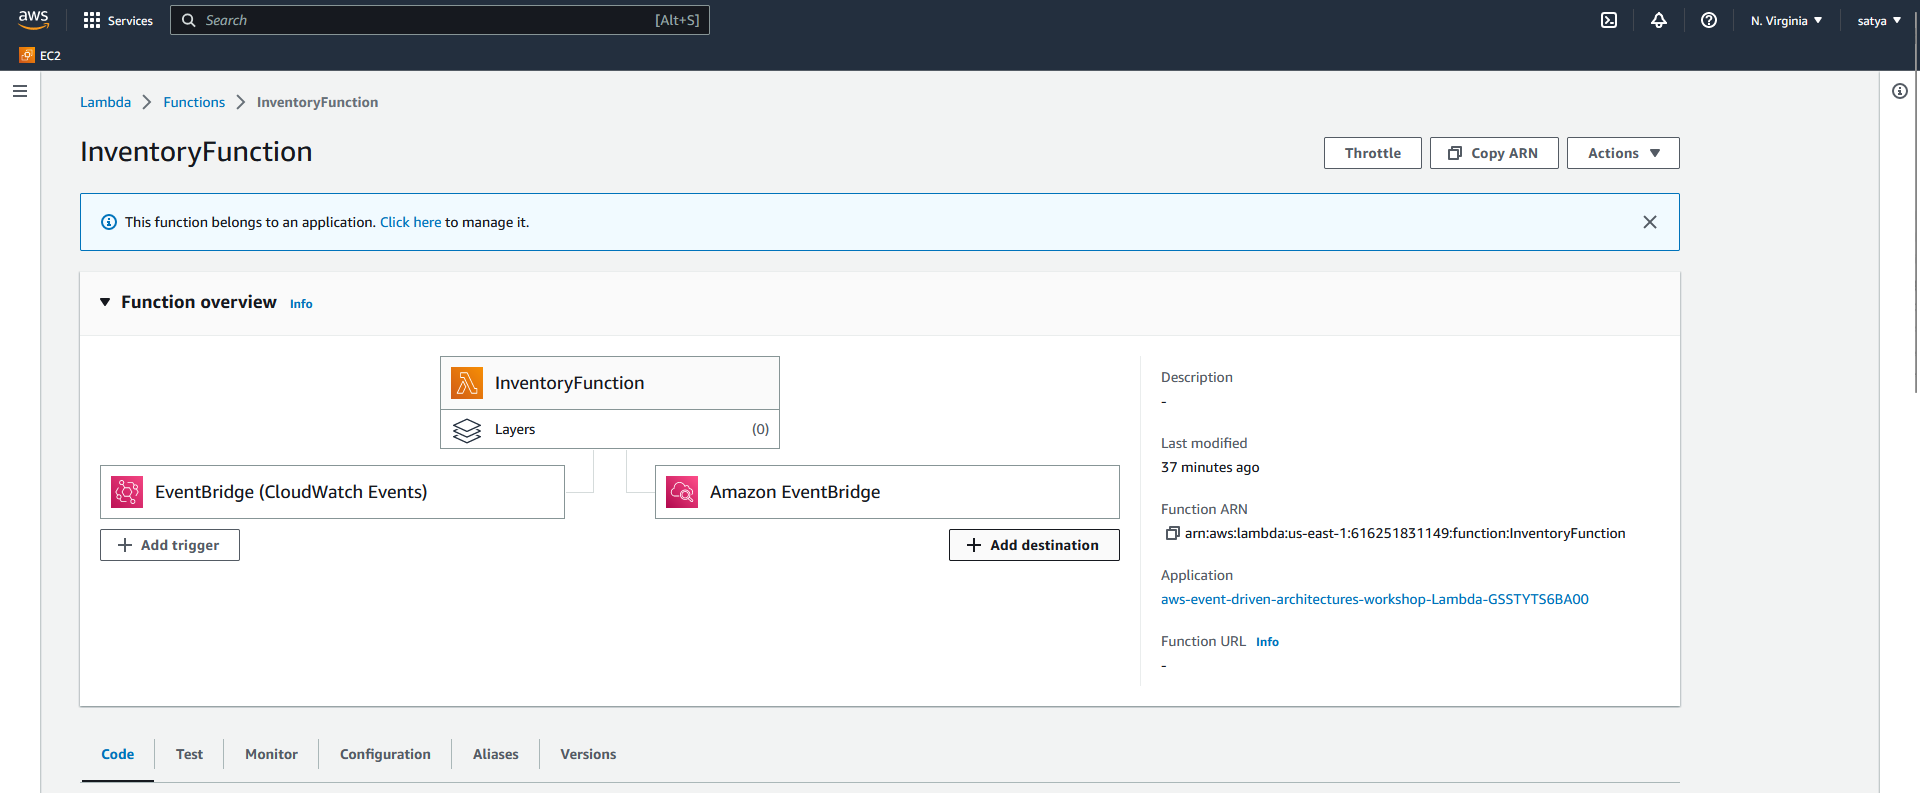 aws
Services
Search
[Alt+S]
N. Virginia
satya
EC2
Lambda
Functions
InventoryFunction
InventoryFunction
Throttle
Copy ARN
Actions
This function belongs to an application. Click here to manage it.
Function overview
Info
InventoryFunction
Layers
(0)
EventBridge (CloudWatch Events)
Amazon EventBridge
Add trigger
Add destination
Description
-
Last modified
37 minutes ago
Function ARN
arn:aws:lambda:us-east-1:616251831149:function:InventoryFunction
Application
aws-event-driven-architectures-workshop-Lambda-GSSTYTS6BA00
Function URL
Info
-
Code
Test
Monitor
Configuration
Aliases
Versions